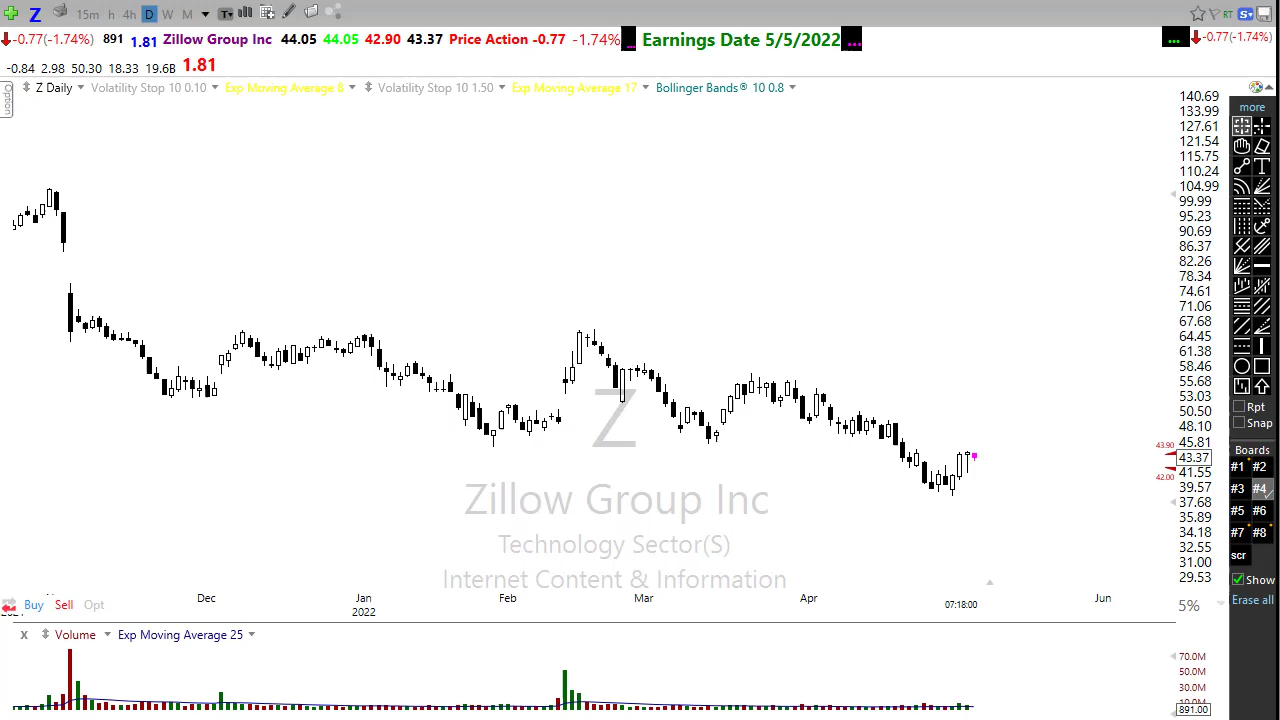 Z 15m h 4h D W M T RT S
-0.77(-1.74%) 891 1.81 Zillow Group Inc 44.05 44.05 42.90 43.37 Price Action -0.77 -1.74% ... Earnings Date 5/5/2022 ... ... -0.77(-1.74%)
-0.84 2.98 50.30 18.33 19.6B 1.81
Option
Z Daily Volatility Stop 10 0.10 Exp Moving Average 8 Volatility Stop 10 1.50 Exp Moving Average 17 Bollinger Bands® 10 0.8
140.69
133.99
127.61
121.54
115.75
110.24
104.99
99.99
95.23
90.69
86.37
82.26
78.34
74.61
71.06
67.68
64.45
61.38
58.46
55.68
53.03
50.50
48.10
45.81
43.90
43.37
41.55
42.00
39.57
37.68
35.89
34.18
32.55
31.00
29.53
more
Rpt
Snap
Boards
#1 #2
#3 #4
#5 #6
#7 #8
scr
Show
Erase all
Z
Zillow Group Inc
Technology Sector(S)
Internet Content & Information
Dec Jan Feb Mar Apr 07:18:00 Jun
2022
Buy Sell Opt
5%
X Volume Exp Moving Average 25
70.0M
50.0M
30.0M
10.0M
891.00